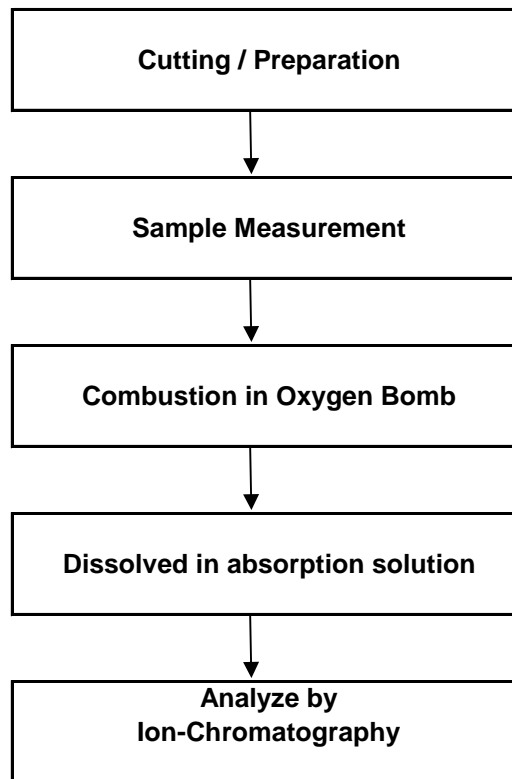 Cutting / Preparation
Sample Measurement
Combustion in Oxygen Bomb
Dissolved in absorption solution
Analyze by
Ion-Chromatography